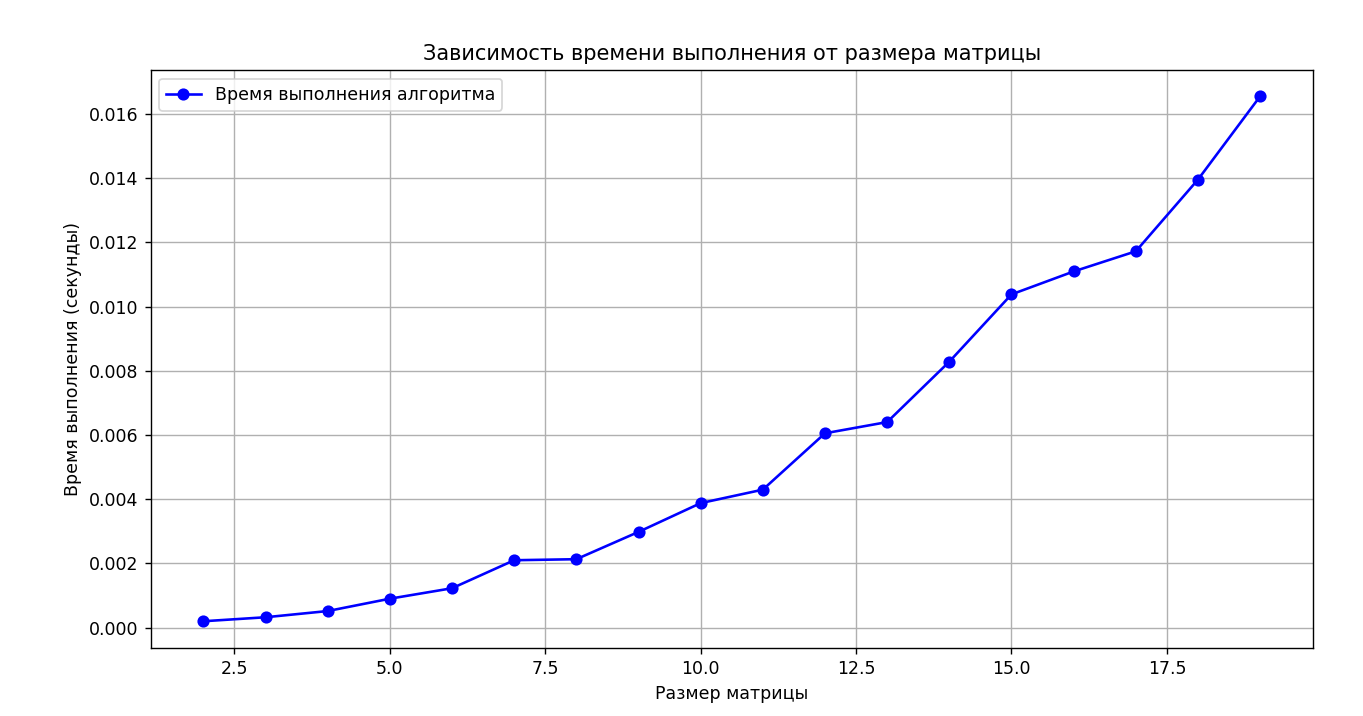 Зависимость времени выполнения от размера матрицы
Время выполнения алгоритма
0.016
0.014
0.012
0.010
0.008
0.006
0.004
0.002
0.000
Время выполнения (секунды)
2.5 5.0 7.5 10.0 12.5 15.0 17.5
Размер матрицы